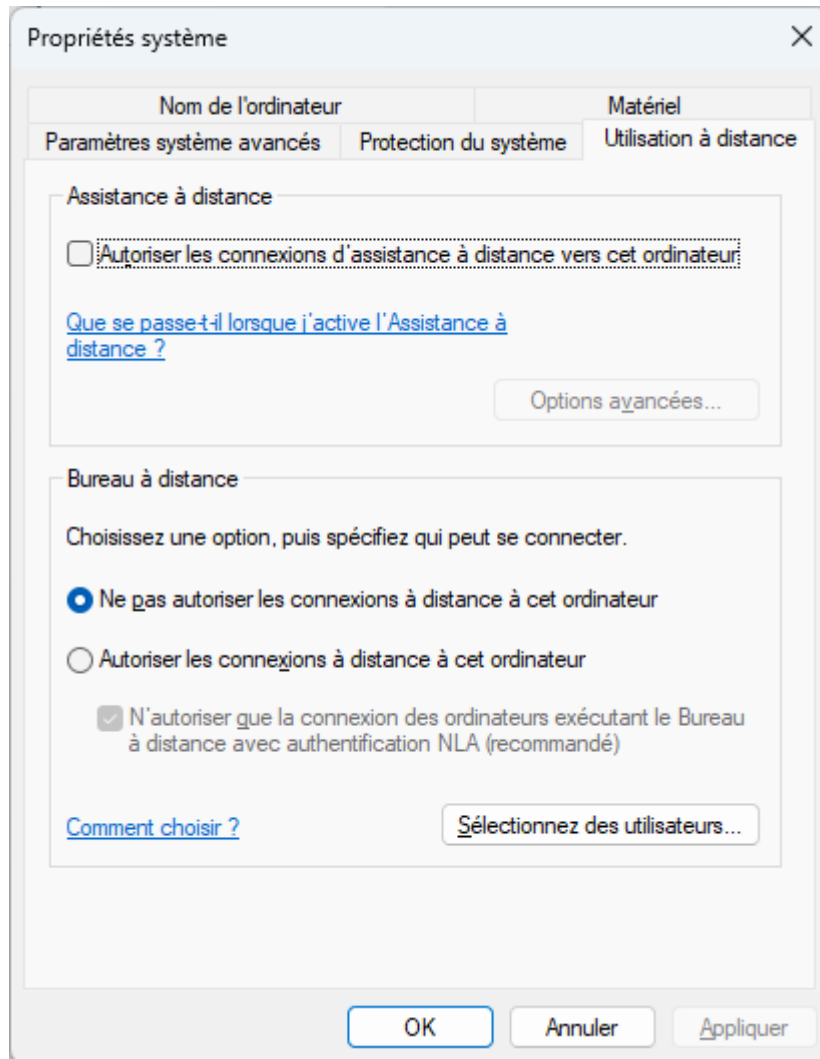 Propriétés système
Nom de l'ordinateur
Matériel
Paramètres système avancés
Protection du système
Utilisation à distance
Assistance à distance
Autoriser les connexions d'assistance à distance vers cet ordinateur
Que se passe-t-il lorsque j'active l'Assistance à
distance ?
Options avancées...
Bureau à distance
Choisissez une option, puis spécifiez qui peut se connecter.
Ne pas autoriser les connexions à distance à cet ordinateur
Autoriser les connexions à distance à cet ordinateur
N'autoriser que la connexion des ordinateurs exécutant le Bureau
à distance avec authentification NLA (recommandé)
Comment choisir ?
Sélectionnez des utilisateurs...
OK
Annuler
Appliquer